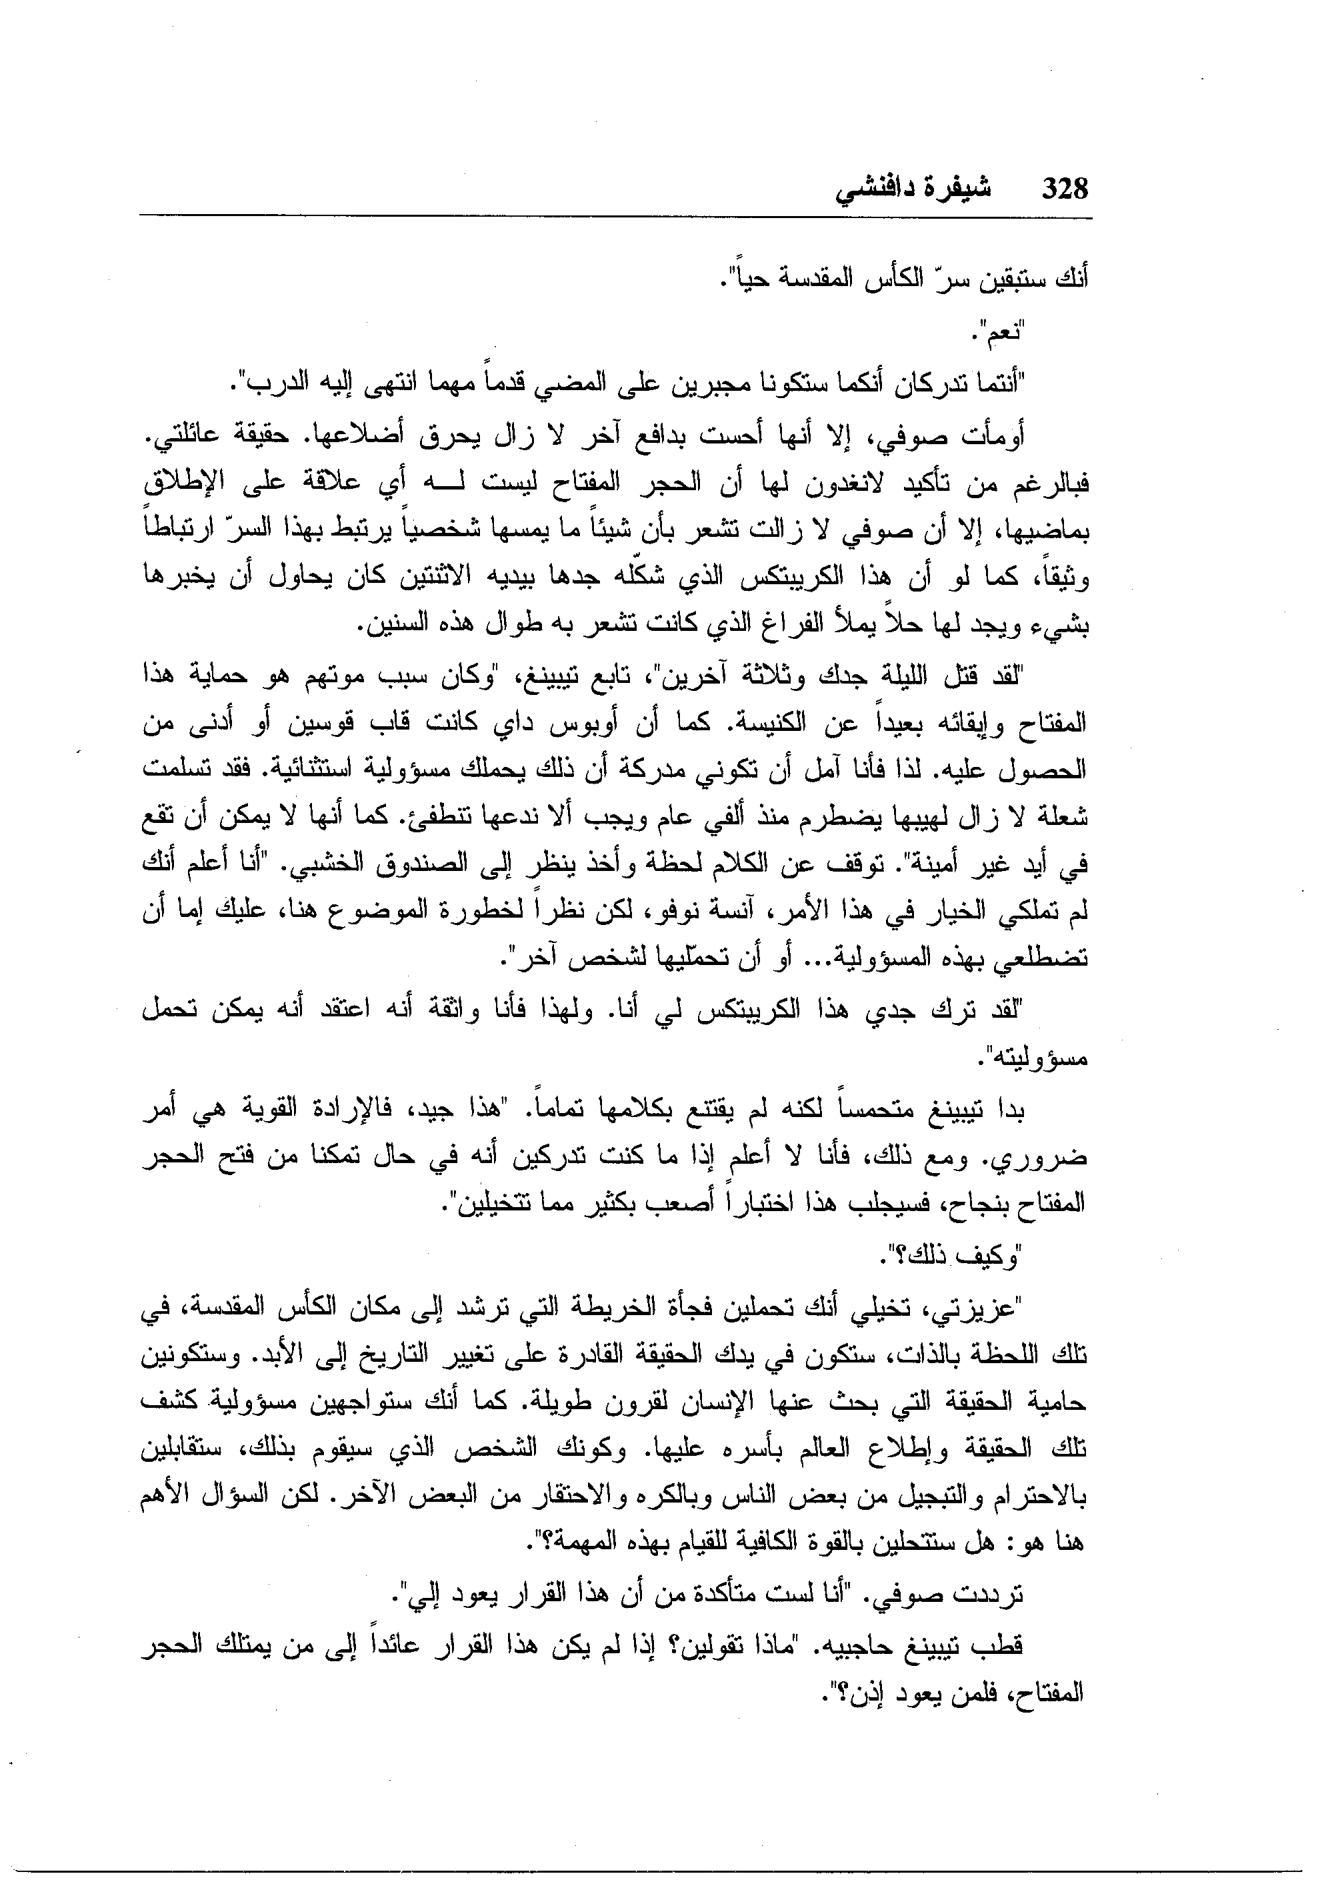 328 شيفرة دافنشي
أنك ستبقين سرّ الكأس المقدسة حياً".
"نعم".
"أنتما تدركان أنكما ستكونا مجبرين على المضي قدماً مهما انتهى إليه الدرب".
أومأت صوفي، إلا أنها أحست بدافع آخر لا زال يحرق أضلاعها. حقيقة عائلتي.
فبالرغم من تأكيد لانغدون لها أن الحجر المفتاح ليست لـه أي علاقة على الإطلاق
بماضيها، إلا أن صوفي لا زالت تشعر بأن شيئاً ما يمسها شخصياً يرتبط بهذا السرّ ارتباطاً
وثيقاً، كما لو أن هذا الكريبتكس الذي شكّله جدها بيديه الاثنتين كان يحاول أن يخبرها
بشيء ويجد لها حلاً يملأ الفراغ الذي كانت تشعر به طوال هذه السنين.
"لقد قتل الليلة جدك وثلاثة آخرين"، تابع تيبينغ، "وكان سبب موتهم هو حماية هذا
المفتاح وإبقائه بعيداً عن الكنيسة. كما أن أوبوس داي كانت قاب قوسين أو أدنى من
الحصول عليه. لذا فأنا آمل أن تكوني مدركة أن ذلك يحملك مسؤولية استثنائية. فقد تسلمت
شعلة لا زال لهيبها يضطرم منذ ألفي عام ويجب ألا ندعها تنطفئ. كما أنها لا يمكن أن تقع
في أيد غير أمينة". توقف عن الكلام لحظة وأخذ ينظر إلى الصندوق الخشبي. "أنا أعلم أنك
لم تملكي الخيار في هذا الأمر، آنسة نوفو، لكن نظراً لخطورة الموضوع هنا، عليك إما أن
تضطلعي بهذه المسؤولية... أو أن تحمّليها لشخص آخر".
"لقد ترك جدي هذا الكريبتكس لي أنا. ولهذا فأنا واثقة أنه اعتقد أنه يمكن تحمل
مسؤوليته".
بدا تيبينغ متحمساً لكنه لم يقتنع بكلامها تماماً. "هذا جيد، فالإرادة القوية هي أمر
ضروري. ومع ذلك، فأنا لا أعلم إذا ما كنت تدركين أنه في حال تمكنا من فتح الحجر
المفتاح بنجاح، فسيجلب هذا اختباراً أصعب بكثير مما تتخيلين".
"وكيف ذلك؟".
"عزيزتي، تخيلي أنك تحملين فجأة الخريطة التي ترشد إلى مكان الكأس المقدسة، في
تلك اللحظة بالذات، ستكون في يدك الحقيقة القادرة على تغيير التاريخ إلى الأبد. وستكونين
حامية الحقيقة التي بحث عنها الإنسان لقرون طويلة. كما أنك ستواجهين مسؤولية كشف
تلك الحقيقة وإطلاع العالم بأسره عليها. وكونك الشخص الذي سيقوم بذلك، ستقابلين
بالاحترام والتبجيل من بعض الناس وبالكره والاحتقار من البعض الآخر. لكن السؤال الأهم
هنا هو: هل ستتحلين بالقوة الكافية للقيام بهذه المهمة؟".
ترددت صوفي. "أنا لست متأكدة من أن هذا القرار يعود إلي".
قطب تيبينغ حاجبيه. "ماذا تقولين؟ إذا لم يكن هذا القرار عائداً إلى من يمتلك الحجر
المفتاح، فلمن يعود إذن؟".